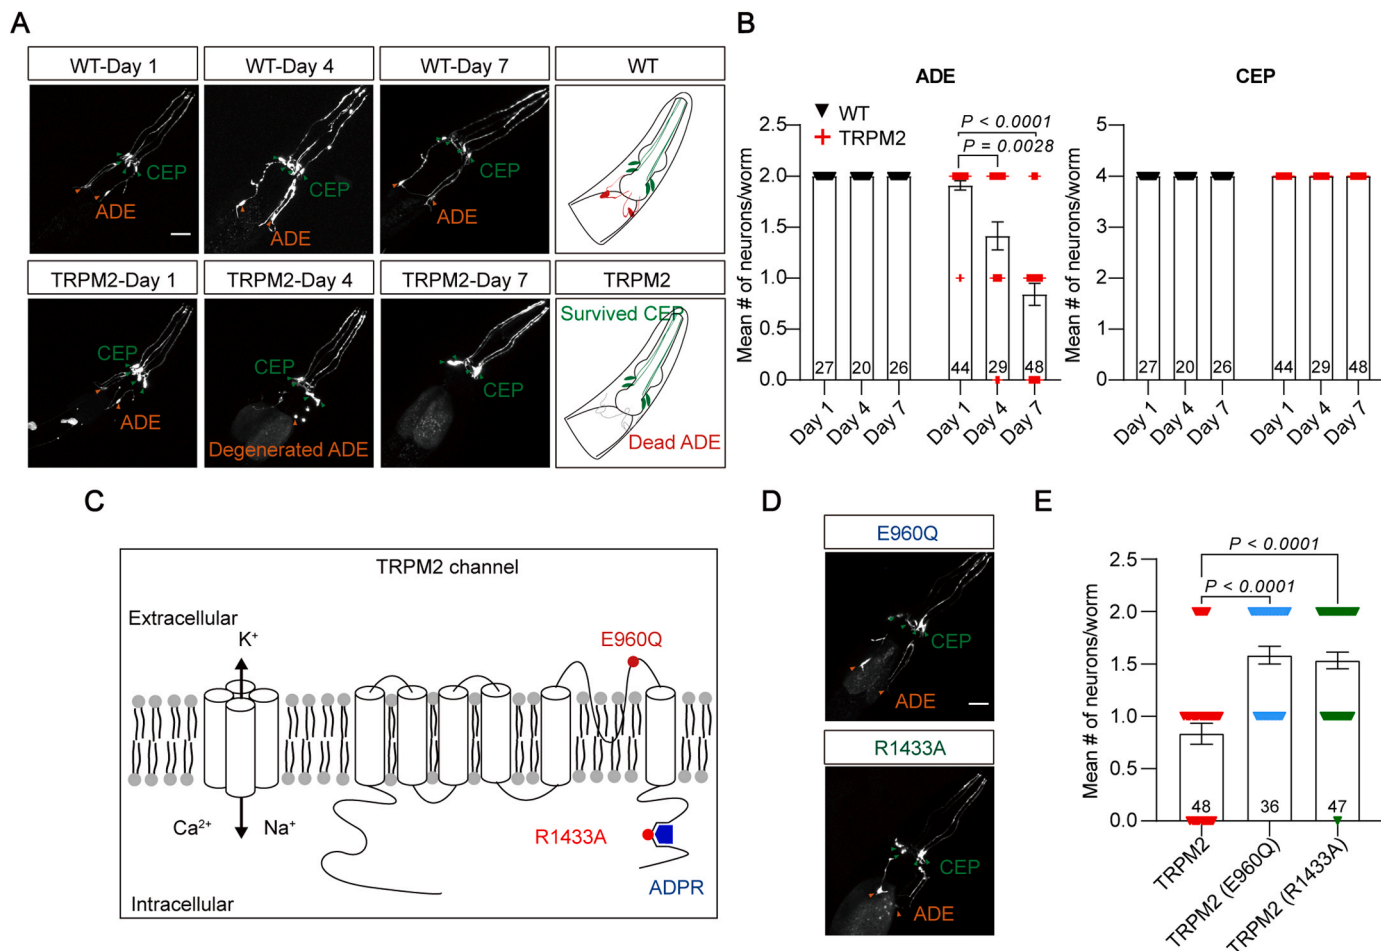 A
WT-Day 1
WT-Day 4
WT-Day 7
WT
CEP
ADE
CEP
ADE
CEP
ADE
TRPM2-Day 1
TRPM2-Day 4
TRPM2-Day 7
TRPM2
CEP
ADE
CEP
Degenerated ADE
CEP
Survived CEP
Dead ADE
B
ADE
WT
TRPM2
P < 0.0001
P = 0.0028
Mean # of neurons/worm
2.5
2.0
1.5
1.0
0.5
0.0
27
20
26
44
29
48
Day 1
Day 4
Day 7
Day 1
Day 4
Day 7
CEP
Mean # of neurons/worm
5
4
3
2
1
0
27
20
26
44
29
48
Day 1
Day 4
Day 7
Day 1
Day 4
Day 7
C
TRPM2 channel
Extracellular
K⁺
E960Q
Ca²⁺ Na⁺
R1433A
ADPR
Intracellular
D
E960Q
CEP
ADE
R1433A
CEP
ADE
E
P < 0.0001
P < 0.0001
Mean # of neurons/worm
2.5
2.0
1.5
1.0
0.5
0.0
48
36
47
TRPM2
TRPM2 (E960Q)
TRPM2 (R1433A)